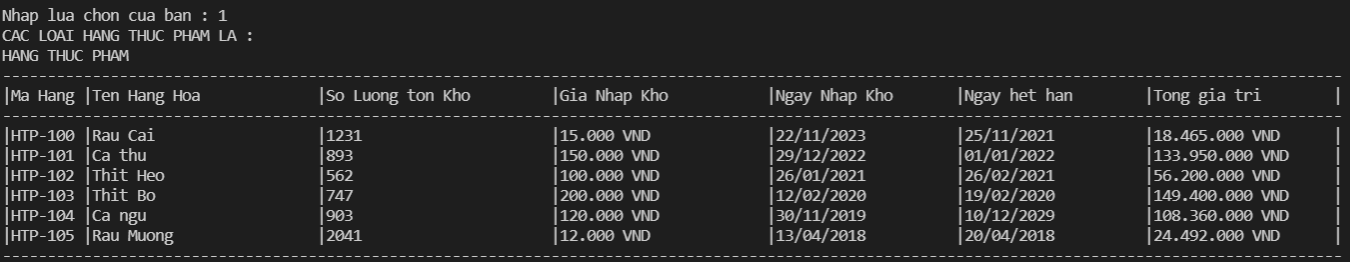 Nhap lua chon cua ban : 1
CAC LOAI HANG THUC PHAM LA :
HANG THUC PHAM
|Ma Hang |Ten Hang Hoa |So Luong ton Kho |Gia Nhap Kho |Ngay Nhap Kho |Ngay het han |Tong gia tri |
|HTP-100 |Rau Cai |1231 |15.000 VND |22/11/2023 |25/11/2021 |18.465.000 VND |
|HTP-101 |Ca thu |893 |150.000 VND |29/12/2022 |01/01/2022 |133.950.000 VND |
|HTP-102 |Thit Heo |562 |100.000 VND |26/01/2021 |26/02/2021 |56.200.000 VND |
|HTP-103 |Thit Bo |747 |200.000 VND |12/02/2020 |19/02/2020 |149.400.000 VND |
|HTP-104 |Ca ngu |903 |120.000 VND |30/11/2019 |10/12/2029 |108.360.000 VND |
|HTP-105 |Rau Muong |2041 |12.000 VND |13/04/2018 |20/04/2018 |24.492.000 VND |